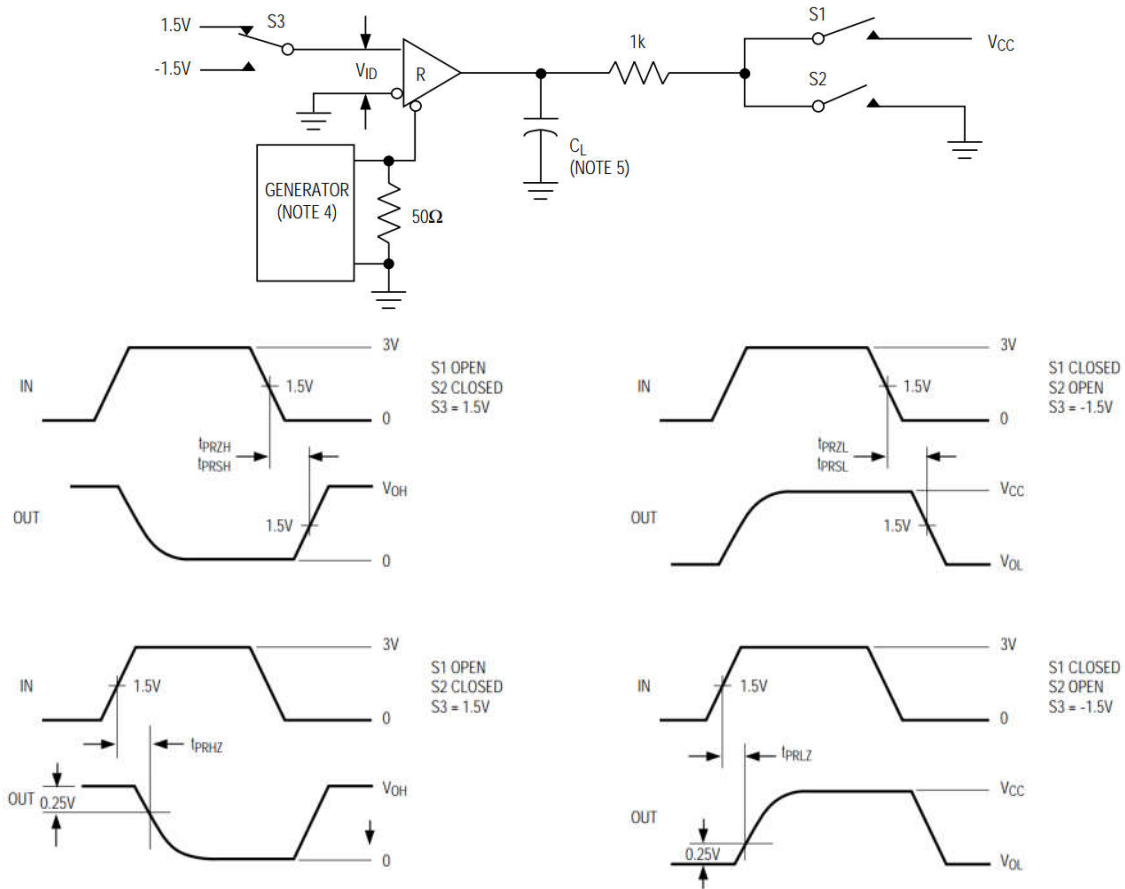 1.5V
S3
-1.5V
VID
R
1k
S1
VCC
S2
CL
(NOTE 5)
GENERATOR
(NOTE 4)
50Ω
IN
3V
1.5V
0
S1 OPEN
S2 CLOSED
S3 = 1.5V
tPRZH
tPRSH
OUT
VOH
1.5V
0
IN
3V
1.5V
0
S1 CLOSED
S2 OPEN
S3 = -1.5V
tPRZL
tPRSL
OUT
VCC
1.5V
VOL
IN
3V
1.5V
0
S1 OPEN
S2 CLOSED
S3 = 1.5V
tPRHZ
OUT
0.25V
VOH
0
IN
3V
1.5V
0
S1 CLOSED
S2 OPEN
S3 = -1.5V
tPRLZ
OUT
0.25V
VCC
VOL